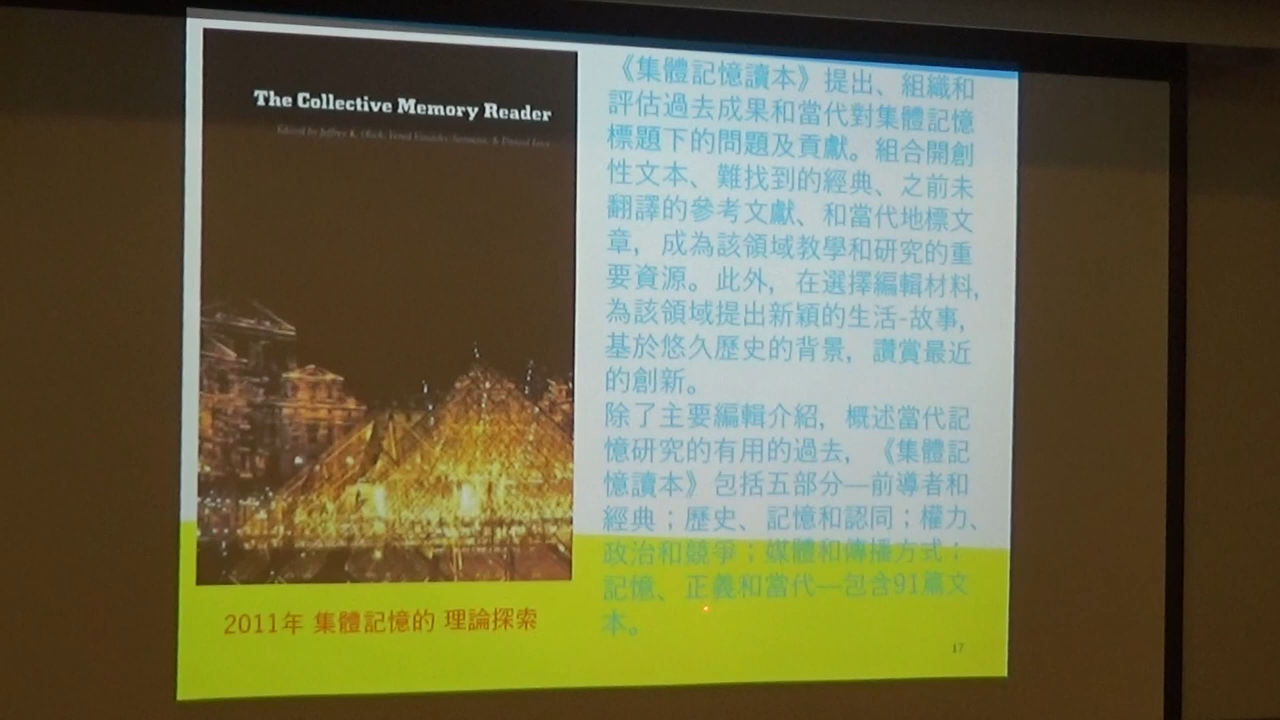 The Collective Memory Reader
Edited by Jeffrey K. Olick, Vered Vinitzky-Seroussi, & Daniel Levy
2011年 集體記憶的 理論探索
《集體記憶讀本》提出、組織和
評估過去成果和當代對集體記憶
標題下的問題及貢獻。組合開創
性文本、難找到的經典、之前未
翻譯的參考文獻、和當代地標文
章，成為該領域教學和研究的重
要資源。此外，在選擇編輯材料，
為該領域提出新穎的生活-故事，
基於悠久歷史的背景，讚賞最近
的創新。
除了主要編輯介紹，概述當代記
憶研究的有用的過去，《集體記
憶讀本》包括五部分—前導者和
經典；歷史、記憶和認同；權力、
政治和競爭；媒體和傳播方式；
記憶、正義和當代—包含91篇文
本。
17